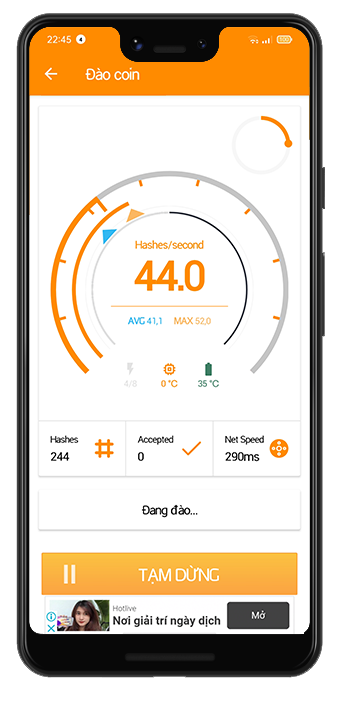 22:45
100
Đào coin
Hashes/second
44.0
AVG 41,1 MAX 52,0
4/8 0 °C 35 °C
Hashes Accepted Net Speed
244 0 290ms
Đang đào...
TẠM DỪNG
Hotlive
Nơi giải trí ngày dịch
Mở